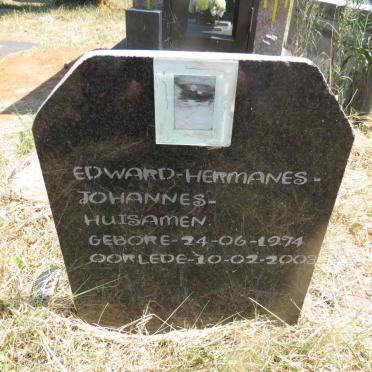 EDWARD-HERMANES-
JOHANNES-
HUISAMEN.
GEBORE-24-06-1974
OORLEDE-10-02-2003